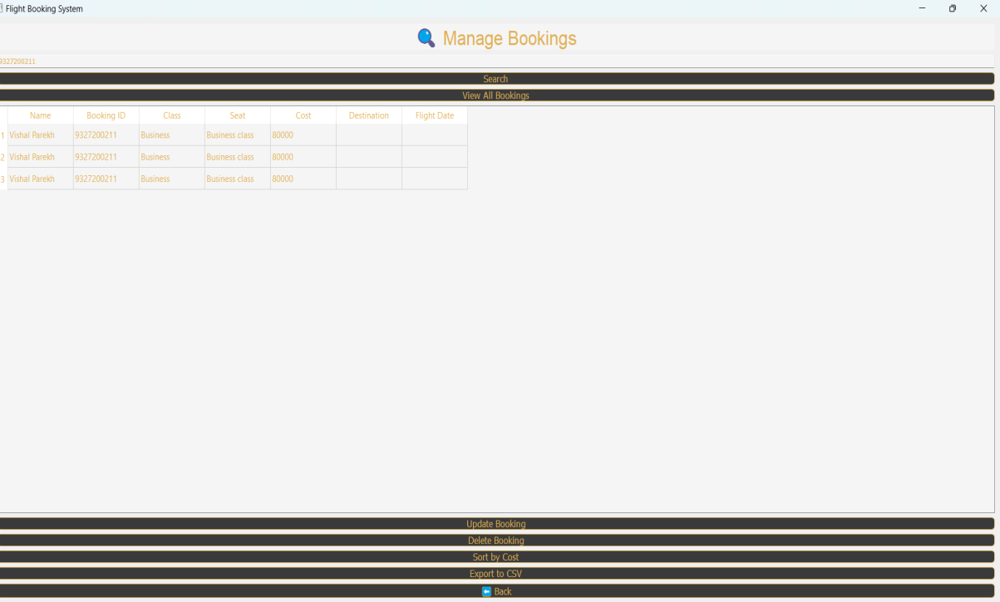 Flight Booking System
Manage Bookings
9327200211
Search
View All Bookings
Name Booking ID Class Seat Cost Destination Flight Date
1 Vishal Parekh 9327200211 Business Business class 80000
2 Vishal Parekh 9327200211 Business Business class 80000
3 Vishal Parekh 9327200211 Business Business class 80000
Update Booking
Delete Booking
Sort by Cost
Export to CSV
Back